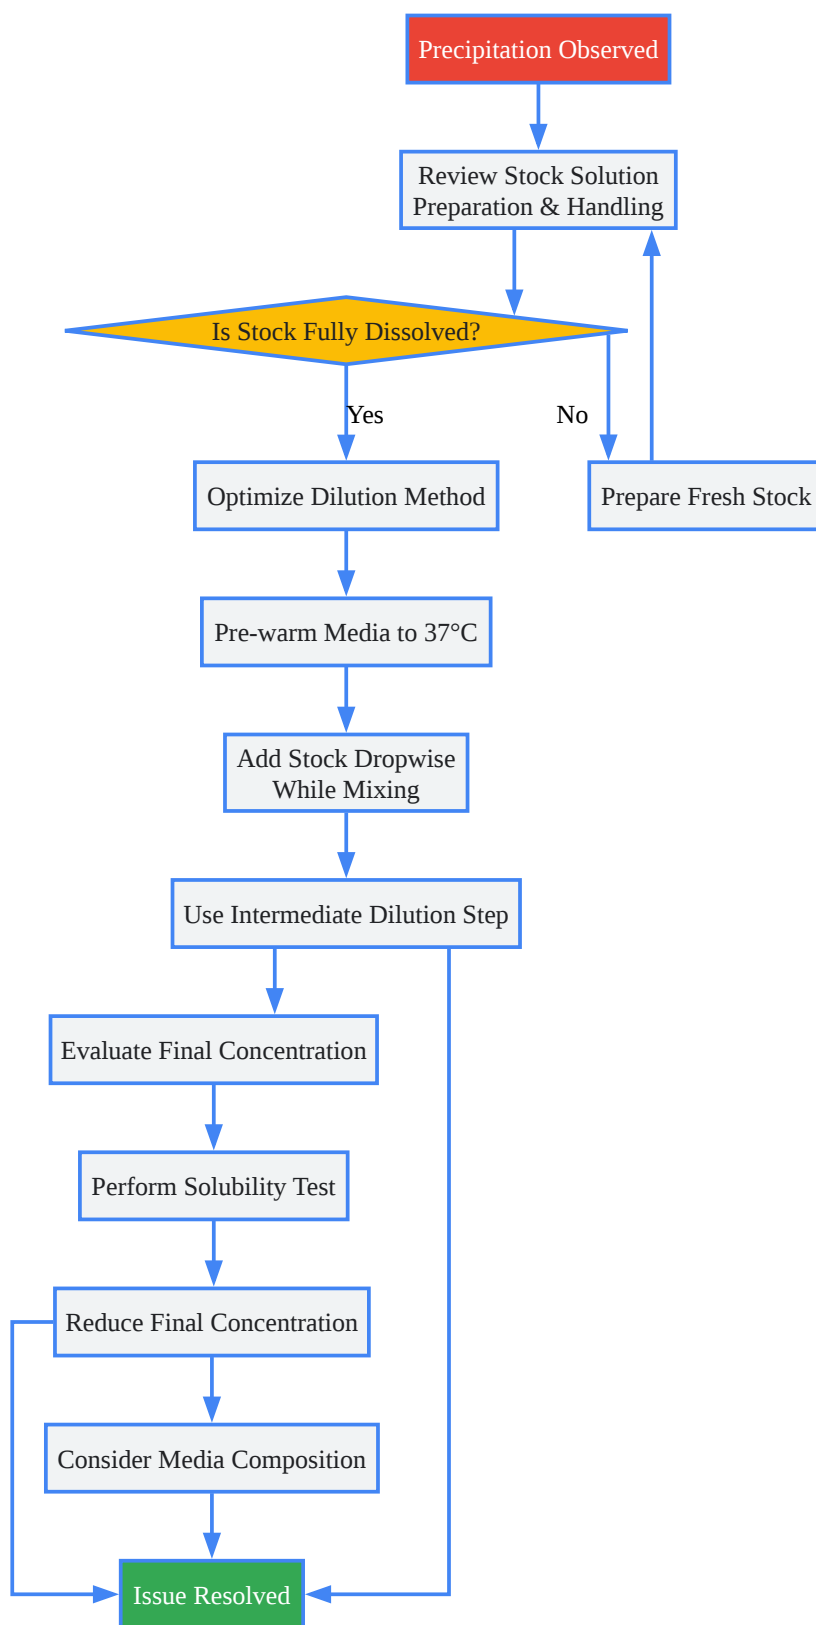 Precipitation Observed
Review Stock Solution
Preparation & Handling
Is Stock Fully Dissolved?
Yes
No
Optimize Dilution Method
Prepare Fresh Stock
Pre-warm Media to 37°C
Add Stock Dropwise
While Mixing
Use Intermediate Dilution Step
Evaluate Final Concentration
Perform Solubility Test
Reduce Final Concentration
Consider Media Composition
Issue Resolved